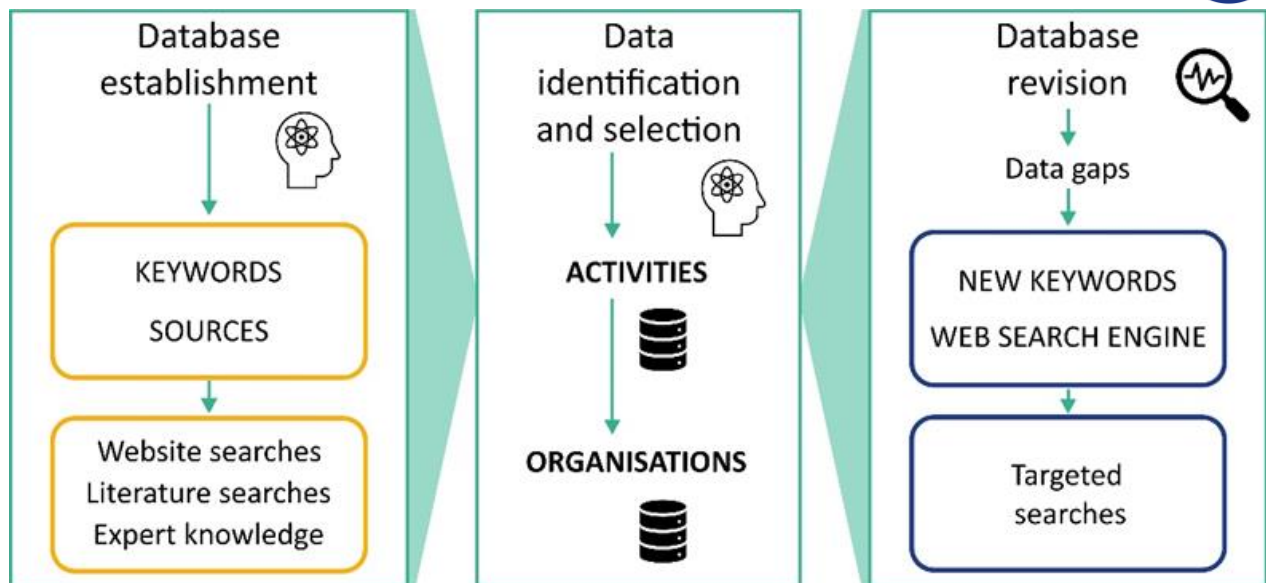 Database
establishment
KEYWORDS
SOURCES
Website searches
Literature searches
Expert knowledge
Data
identification
and selection
ACTIVITIES
ORGANISATIONS
Database
revision
Data gaps
NEW KEYWORDS
WEB SEARCH ENGINE
Targeted
searches